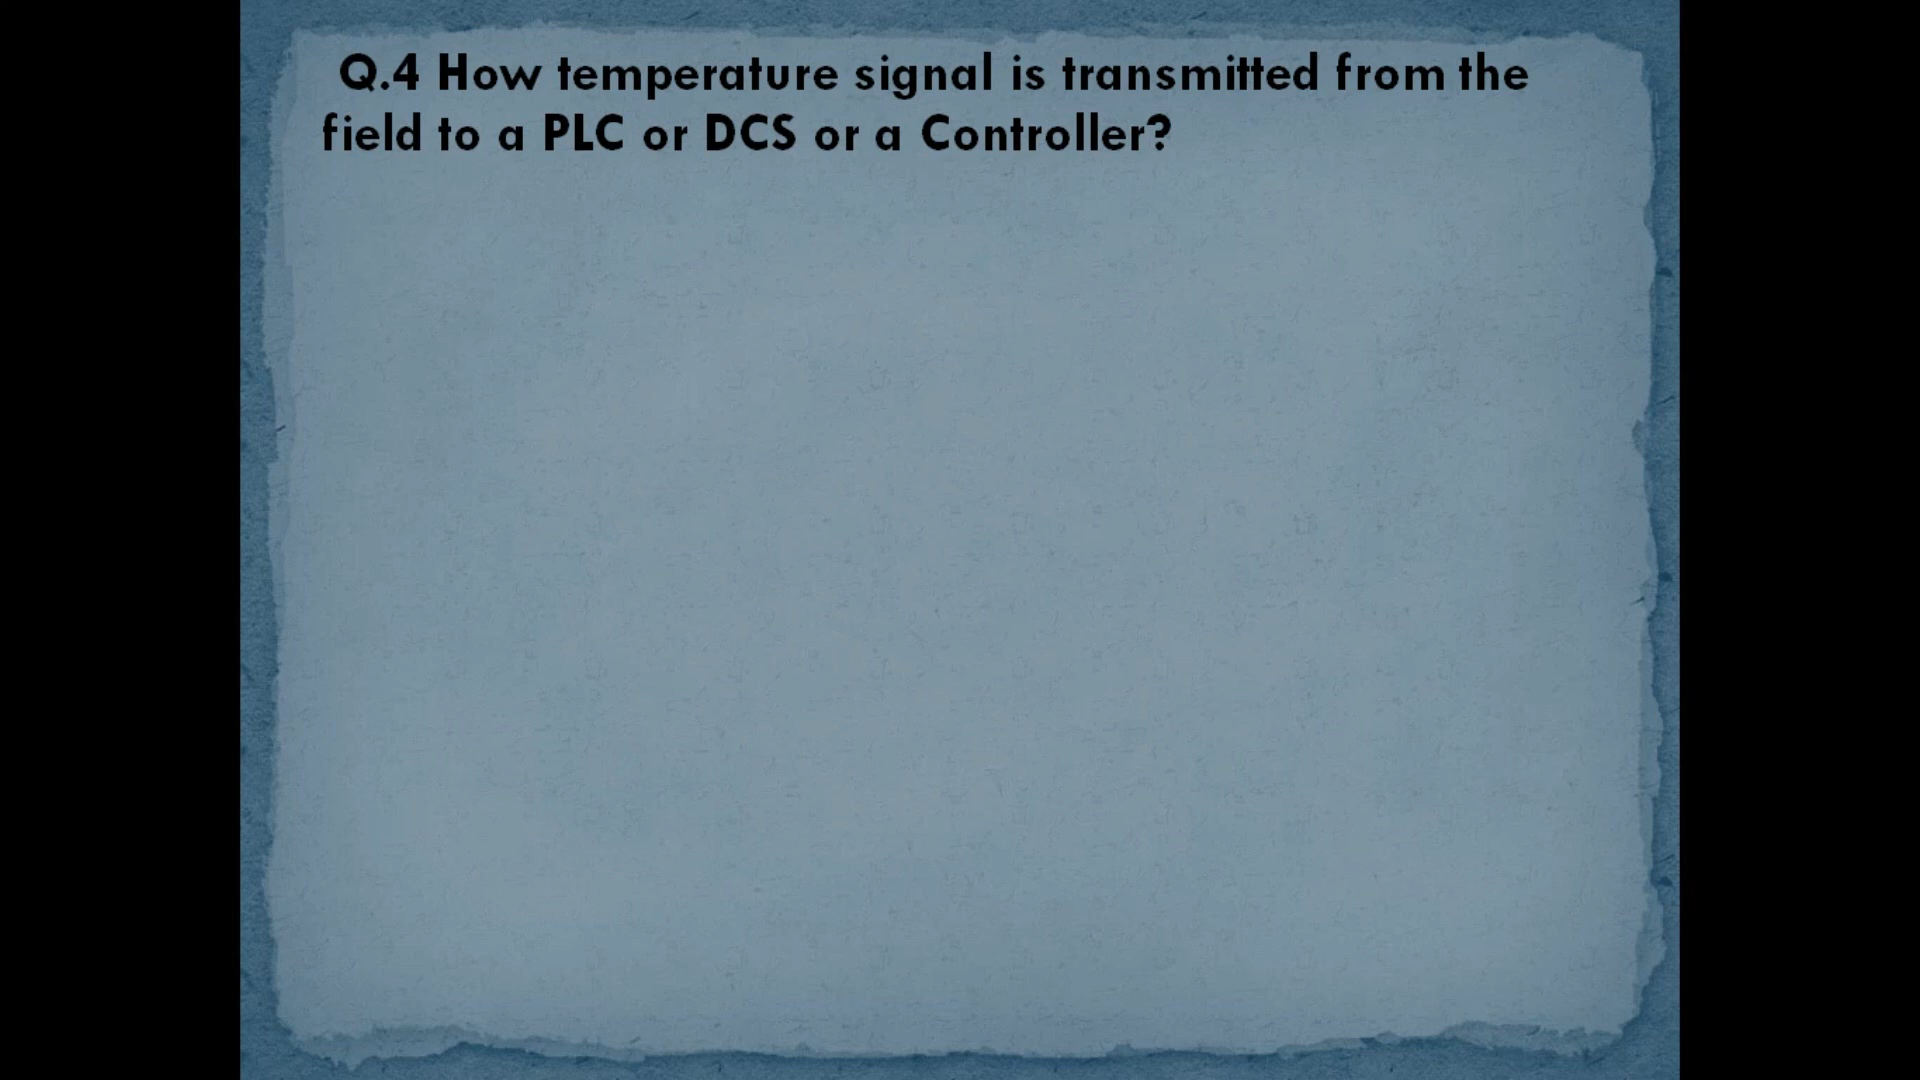 Q.4 How temperature signal is transmitted from the
field to a PLC or DCS or a Controller?